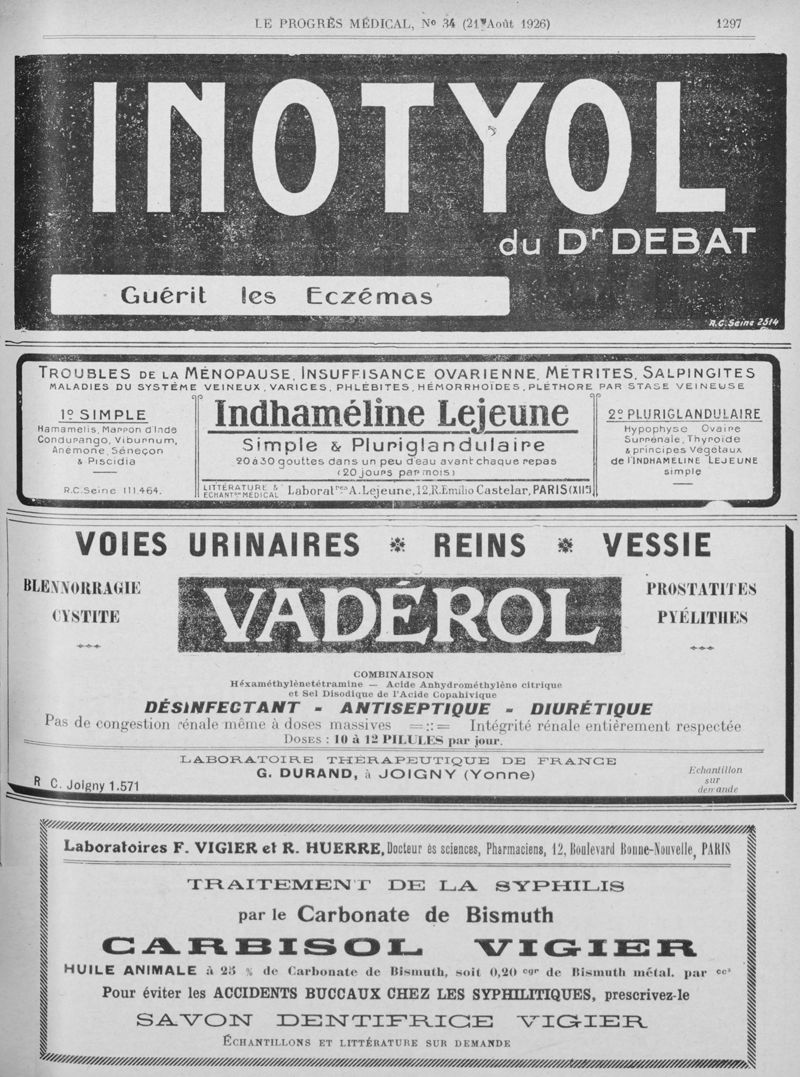 LE PROGRÈS MÉDICAL, No 34 (21 Août 1926) 1297
INOTYOL
du Dr DEBAT
Guérit les Eczémas
R.C. Seine 2514
TROUBLES DE LA MÉNOPAUSE, INSUFFISANCE OVARIENNE, MÉTRITES, SALPINGITES
MALADIES DU SYSTÈME VEINEUX, VARICES, PHLÉBITES, HÉMORRHOÏDES, PLÉTHORE PAR STASE VEINEUSE
1º SIMPLE
Hamamelis, Marron d'Inde
Condurango, Viburnum,
Anémone, Séneçon
& Piscidia
R.C. Seine 111.464.
Indhaméline Lejeune
Simple & Pluriglandulaire
20 à 30 gouttes dans un peu d'eau avant chaque repas
(20 jours par mois)
LITTÉRATURE &
ECHANTons MÉDICAL
Laboratres A. Lejeune, 12, R. Emilio Castelar, PARIS (XIIe)
2º PLURIGLANDULAIRE
Hypophyse Ovaire
Surrénale, Thyroïde
& principes Végétaux
de l'INDHAMÉLINE LEJEUNE
simple
VOIES URINAIRES * REINS * VESSIE
BLENNORRAGIE
CYSTITE
VADÉROL
PROSTATITES
PYÉLITHES
COMBINAISON
Héxaméthylènetétramine — Acide Anhydrométhylène citrique
et Sel Disodique de l'Acide Copahivique
DÉSINFECTANT - ANTISEPTIQUE - DIURÉTIQUE
Pas de congestion rénale même à doses massives =::= Intégrité rénale entièrement respectée
DOSES : 10 à 12 PILULES par jour.
LABORATOIRE THERAPEUTIQUE DE FRANCE
G. DURAND, à JOIGNY (Yonne)
R C. Joigny 1.571
Echantillon
sur
demande
Laboratoires F. VIGIER et R. HUERRE, Docteur ès sciences, Pharmaciens, 12, Boulevard Bonne-Nouvelle, PARIS
TRAITEMENT DE LA SYPHILIS
par le Carbonate de Bismuth
CARBISOL VIGIER
HUILE ANIMALE à 25 % de Carbonate de Bismuth, soit 0,20 cgr de Bismuth métal. par cc3
Pour éviter les ACCIDENTS BUCCAUX CHEZ LES SYPHILITIQUES, prescrivez-le
SAVON DENTIFRICE VIGIER
ÉCHANTILLONS ET LITTÉRATURE SUR DEMANDE